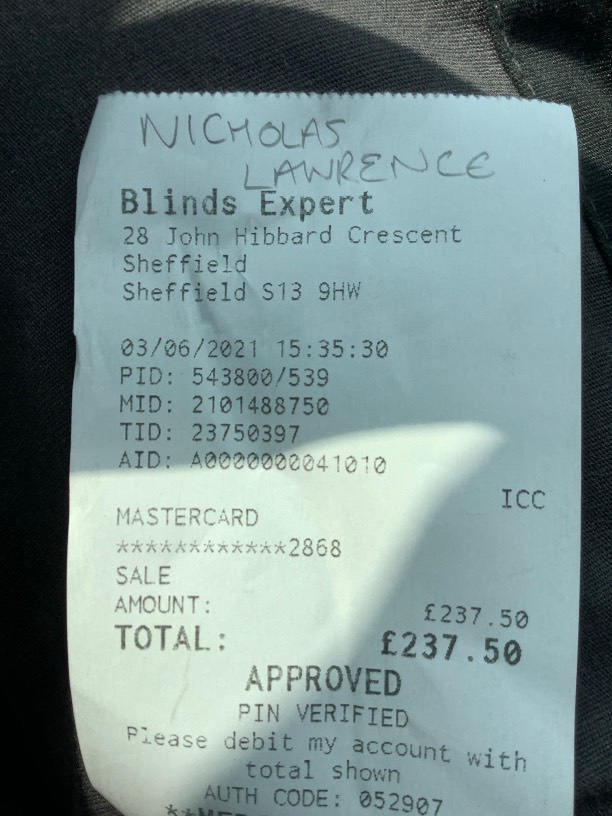 NICHOLAS
LAWRENCE
Blinds Expert
28 John Hibbard Crescent
Sheffield
Sheffield S13 9HW
03/06/2021 15:35:30
PID: 543800/539
MID: 2101488750
TID: 23750397
AID: A0000000041010
ICC
MASTERCARD
************2868
SALE
AMOUNT: £237.50
TOTAL: £237.50
APPROVED
PIN VERIFIED
Please debit my account with
total shown
AUTH CODE: 052907